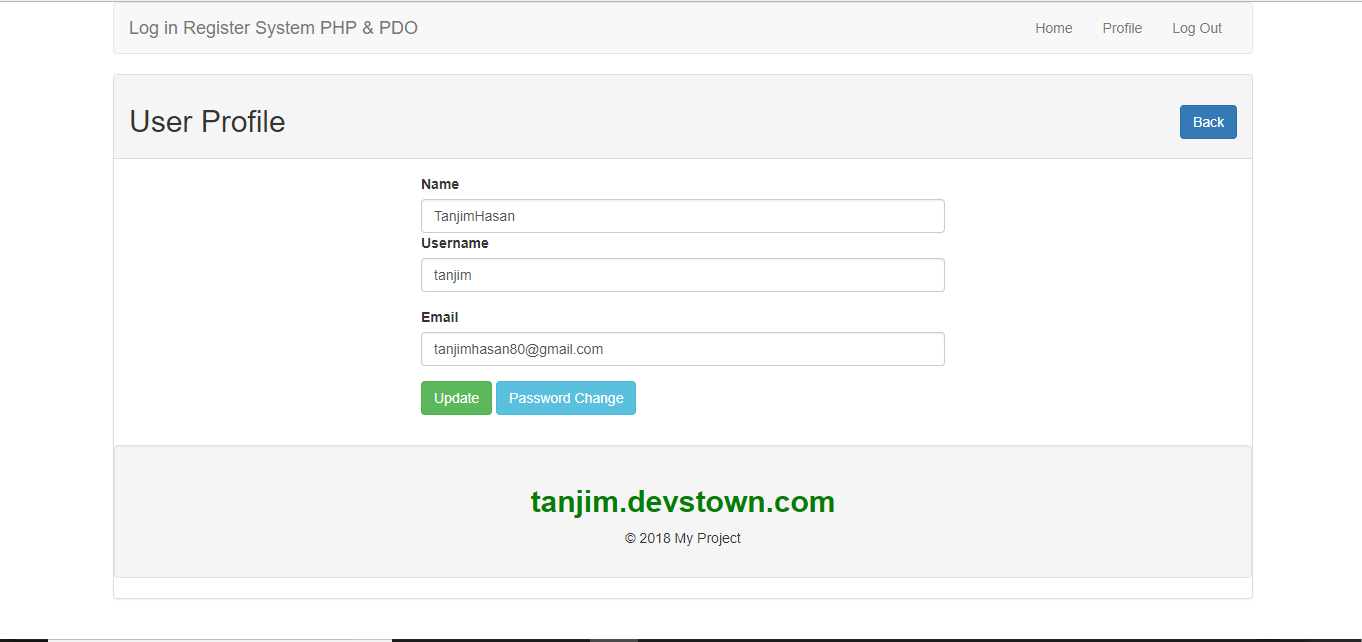 Log in Register System PHP & PDO Home Profile Log Out
User Profile Back
Name
TanjimHasan
Username
tanjim
Email
tanjimhasan80@gmail.com
Update Password Change
tanjim.devstown.com
© 2018 My Project